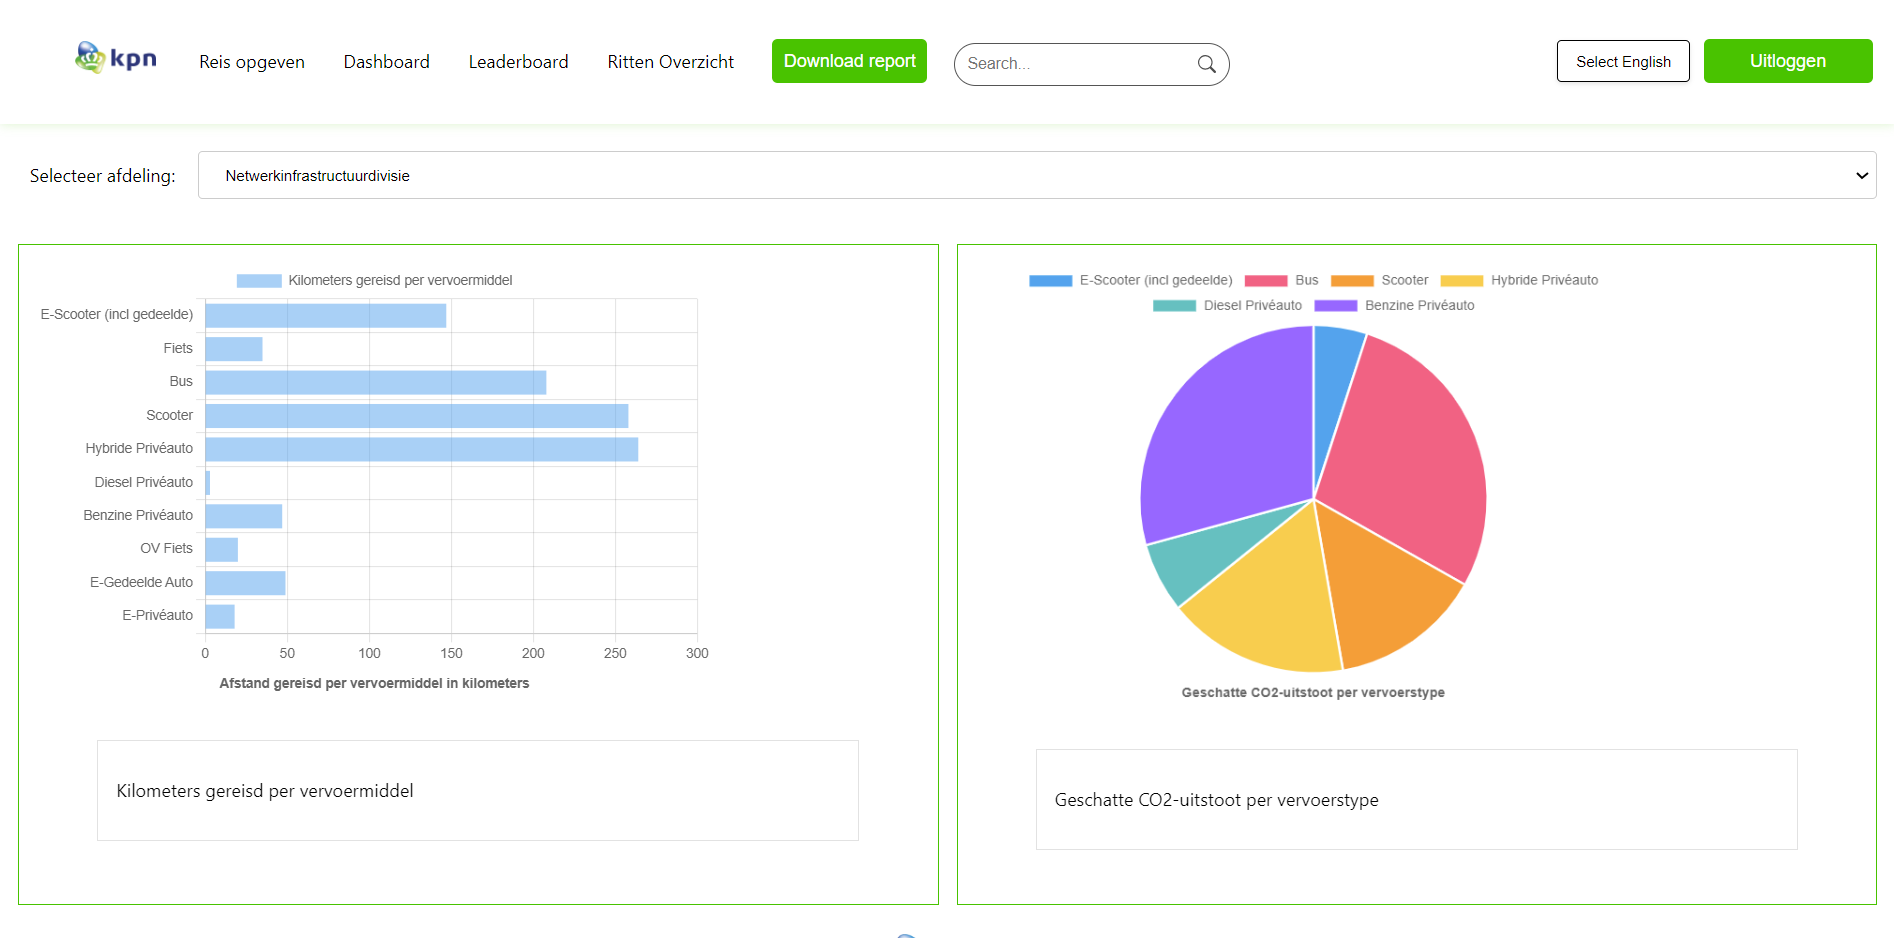 kpn
Reis opgeven
Dashboard
Leaderboard
Ritten Overzicht
Download report
Search...
Select English
Uitloggen
Selecteer afdeling:
Netwerkinfrastructuurdivisie
Kilometers gereisd per vervoermiddel
E-Scooter (incl gedeelde)
Fiets
Bus
Scooter
Hybride Privéauto
Diesel Privéauto
Benzine Privéauto
OV Fiets
E-Gedeelde Auto
E-Privéauto
0 50 100 150 200 250 300
Afstand gereisd per vervoermiddel in kilometers
Kilometers gereisd per vervoermiddel
E-Scooter (incl gedeelde) Bus Scooter Hybride Privéauto
Diesel Privéauto Benzine Privéauto
Geschatte CO2-uitstoot per vervoerstype
Geschatte CO2-uitstoot per vervoerstype